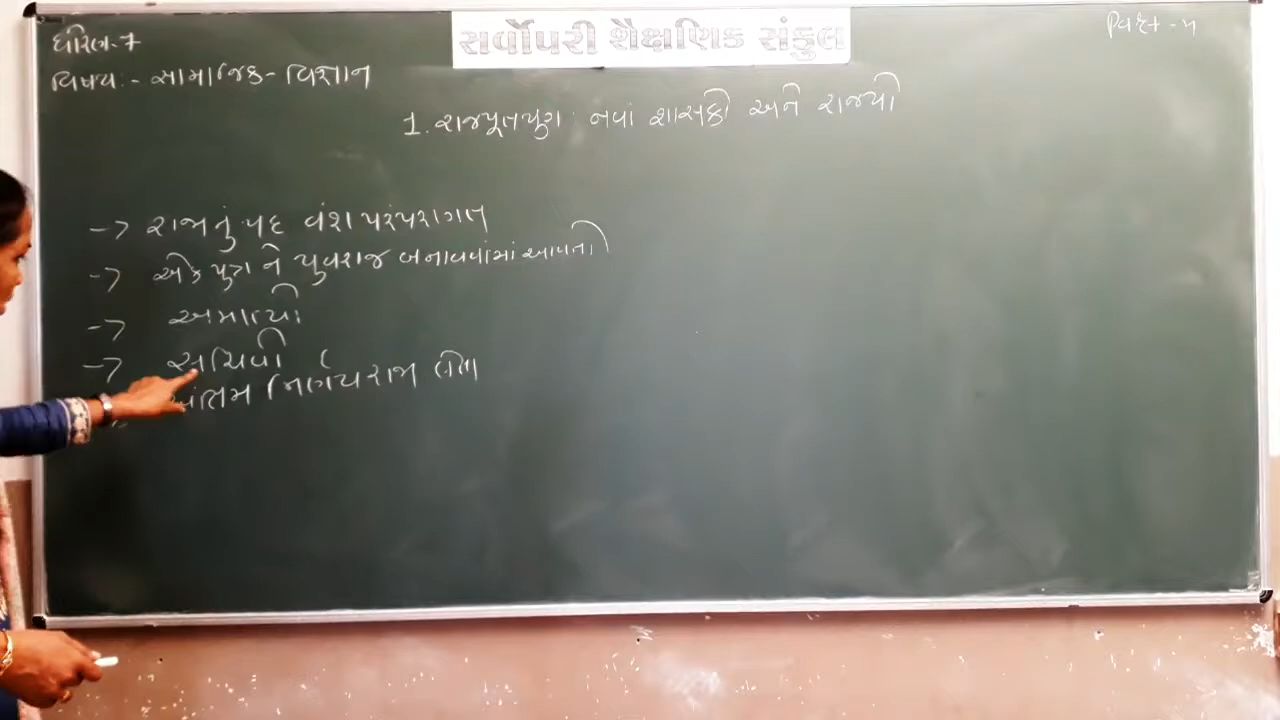 સર્વોપરી શૈક્ષણિક સંકુલ
ધોરણ-7
વિષય:- સામાજિક-વિજ્ઞાન
1. રાજપૂતયુગ: નવાં શાસકો અને રાજ્યો
-> રાજાનું પદ વંશ પરંપરાગત
-> એક પુત્ર ને યુવરાજ બનાવવામાં આવતો
-> અમાત્યો
-> સચિવો
અંતિમ નિર્ણય રાજા